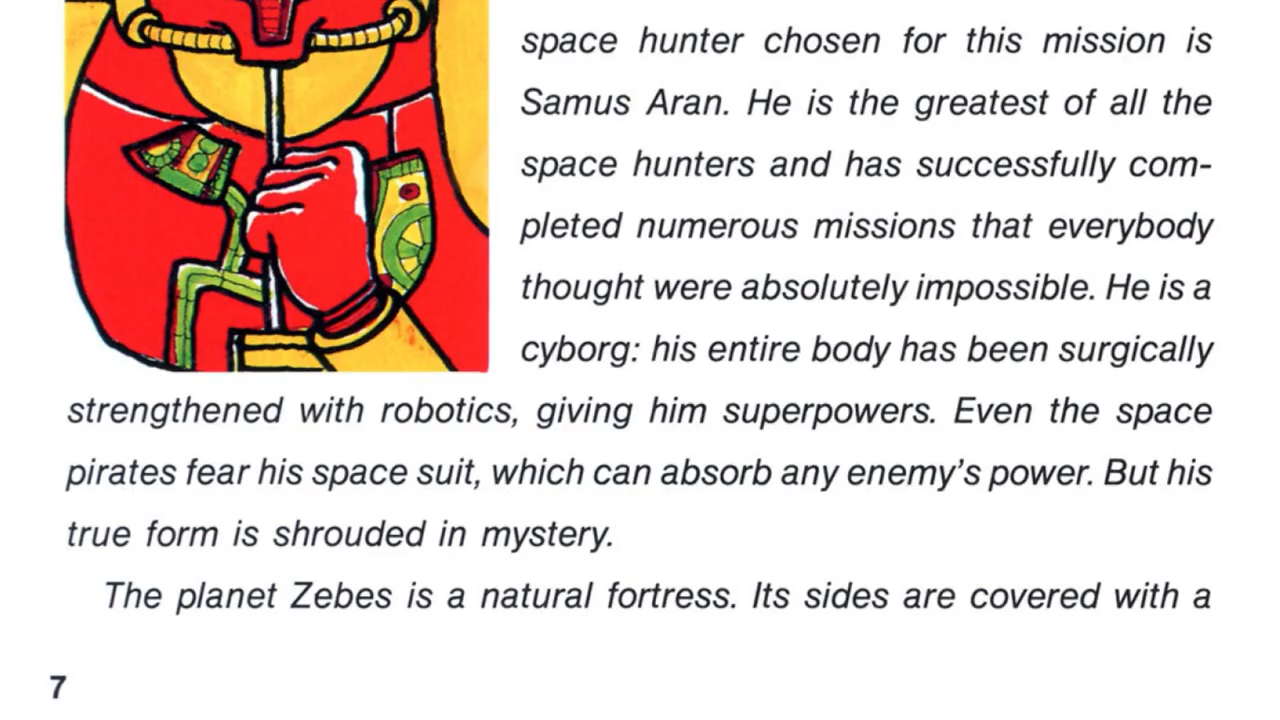 space hunter chosen for this mission is
Samus Aran. He is the greatest of all the
space hunters and has successfully com-
pleted numerous missions that everybody
thought were absolutely impossible. He is a
cyborg: his entire body has been surgically
strengthened with robotics, giving him superpowers. Even the space
pirates fear his space suit, which can absorb any enemy's power. But his
true form is shrouded in mystery.
The planet Zebes is a natural fortress. Its sides are covered with a
7